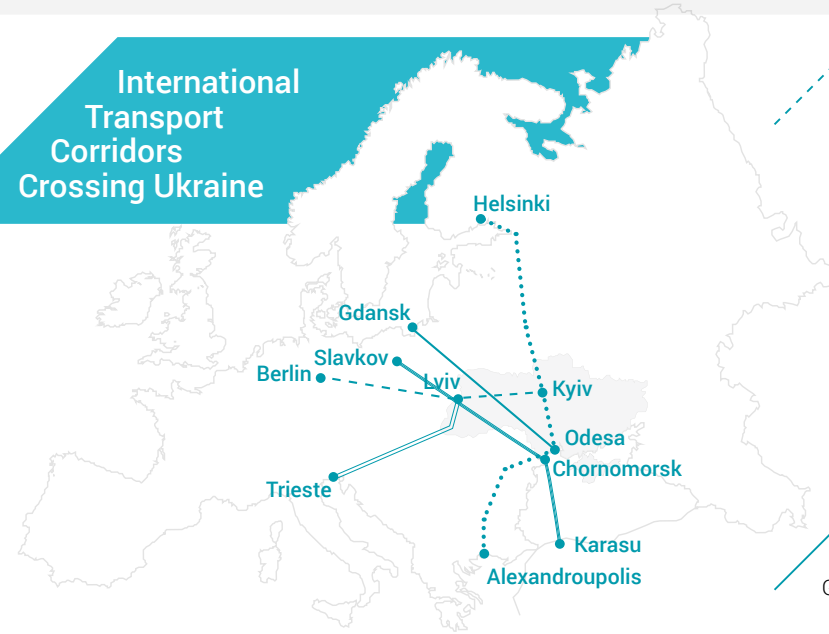 International
Transport
Corridors
Crossing Ukraine
Helsinki
Gdansk
Slavkov
Berlin
Lviv
Kyiv
Odesa
Chornomorsk
Trieste
Karasu
Alexandroupolis